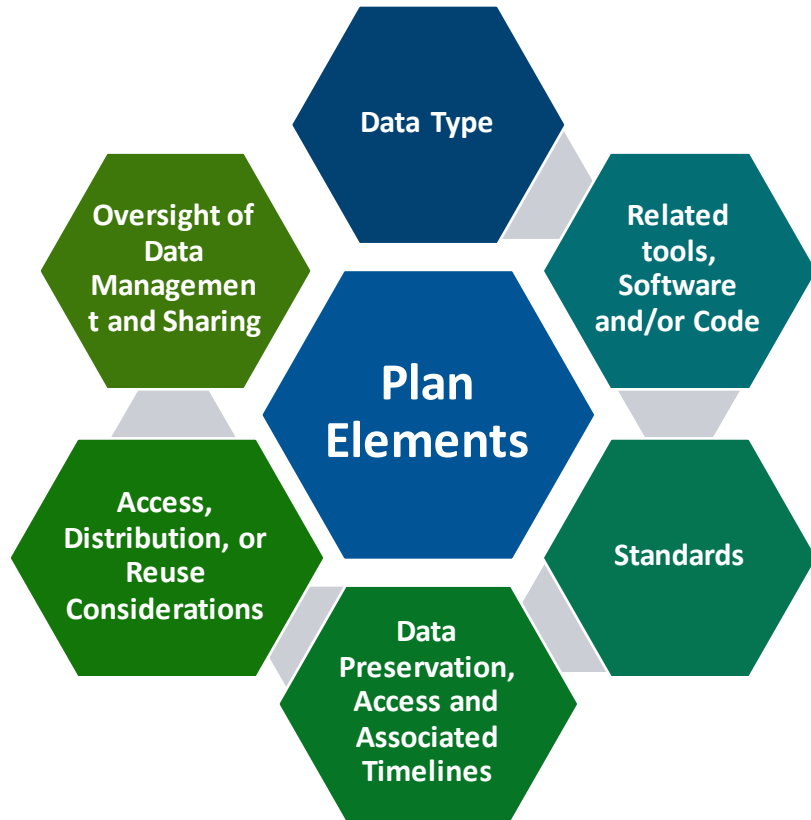 Data Type
Related
tools,
Software
and/or Code
Standards
Data
Preservation,
Access and
Associated
Timelines
Access,
Distribution, or
Reuse
Considerations
Oversight of
Data
Managemen
t and Sharing
Plan
Elements